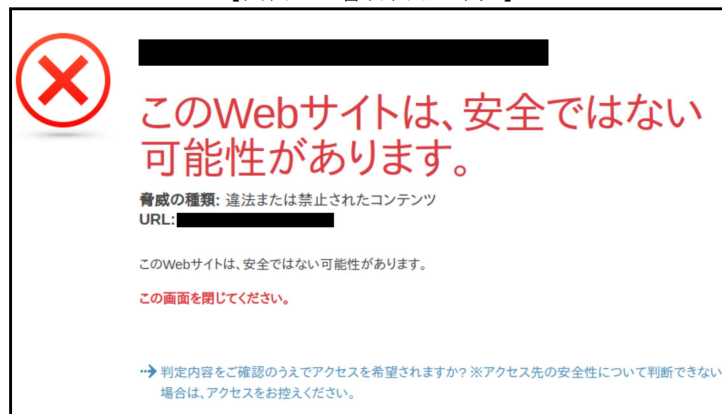 このWebサイトは、安全ではない
可能性があります。
脅威の種類: 違法または禁止されたコンテンツ
URL:
このWebサイトは、安全ではない可能性があります。
この画面を閉じてください。
判定内容をご確認のうえでアクセスを希望されますか? ※アクセス先の安全性について判断できない
場合は、アクセスをお控えください。